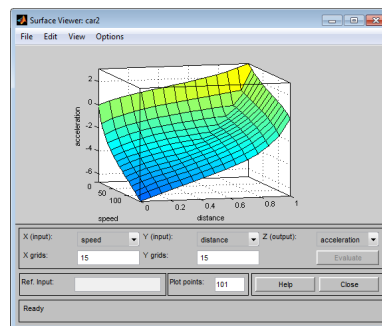 Surface Viewer: car2
File Edit View Options
2
0
-2
-4
-6
acceleration
0
50
100
speed
0 0.2 0.4 0.6 0.8 1
distance
X (input): speed Y (input): distance Z (output): acceleration
X grids: 15 Y grids: 15 Evaluate
Ref. Input: Plot points: 101 Help Close
Ready